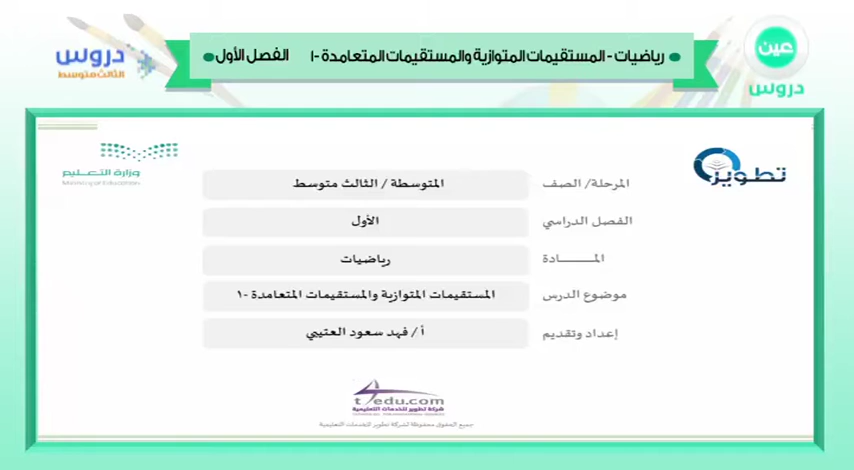 رياضيات - المستقيمات المتوازية والمستقيمات المتعامدة -١ الفصل الأول
عين
دروس
دروس
الثالث متوسط
وزارة التعليم
Ministry of Education
تطوير
المرحلة/ الصف المتوسطة / الثالث متوسط
الفصل الدراسي الأول
المــــــادة رياضيات
موضوع الدرس المستقيمات المتوازية والمستقيمات المتعامدة -١
إعداد وتقديم أ / فهد سعود العتيبي
t4edu.com
شركة تطوير للخدمات التعليمية
جميع الحقوق محفوظة لشركة تطوير للخدمات التعليمية